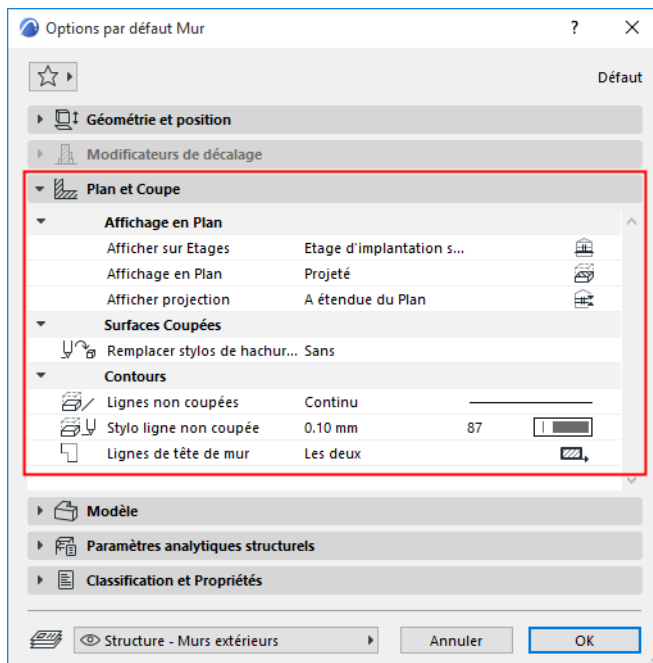 Options par défaut Mur ?
Défaut
Géométrie et position
Modificateurs de décalage
Plan et Coupe
Affichage en Plan
Afficher sur Etages Etage d'implantation s...
Affichage en Plan Projeté
Afficher projection A étendue du Plan
Surfaces Coupées
Remplacer stylos de hachur... Sans
Contours
Lignes non coupées Continu
Stylo ligne non coupée 0.10 mm 87
Lignes de tête de mur Les deux
Modèle
Paramètres analytiques structurels
Classification et Propriétés
Structure - Murs extérieurs Annuler OK